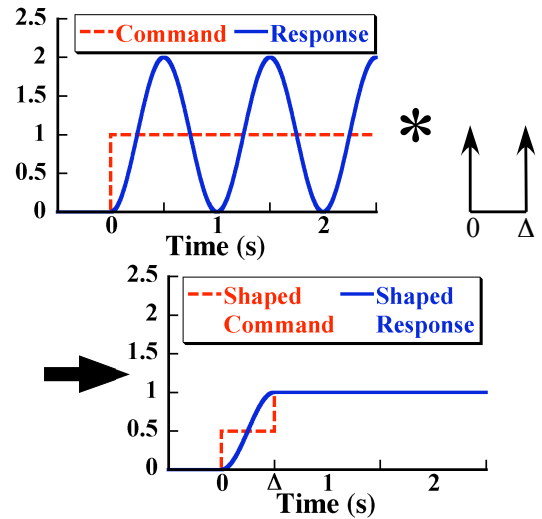 Command Response
2.5
2
1.5
1
0.5
0
0 1 2
Time (s)
*
0 Δ
Shaped Command Shaped Response
2.5
2
1.5
1
0.5
0
0 Δ 1 2
Time (s)